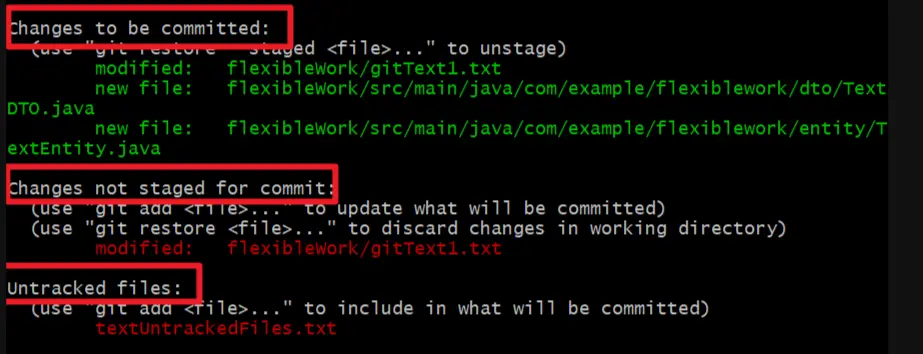 Changes to be committed:
(use "git restore --staged <file>..." to unstage)
modified: flexibleWork/gitText1.txt
new file: flexibleWork/src/main/java/com/example/flexiblework/dto/Text
DTO.java
new file: flexibleWork/src/main/java/com/example/flexiblework/entity/T
extEntity.java
Changes not staged for commit:
(use "git add <file>..." to update what will be committed)
(use "git restore <file>..." to discard changes in working directory)
modified: flexibleWork/gitText1.txt
Untracked files:
(use "git add <file>..." to include in what will be committed)
textUntrackedFiles.txt